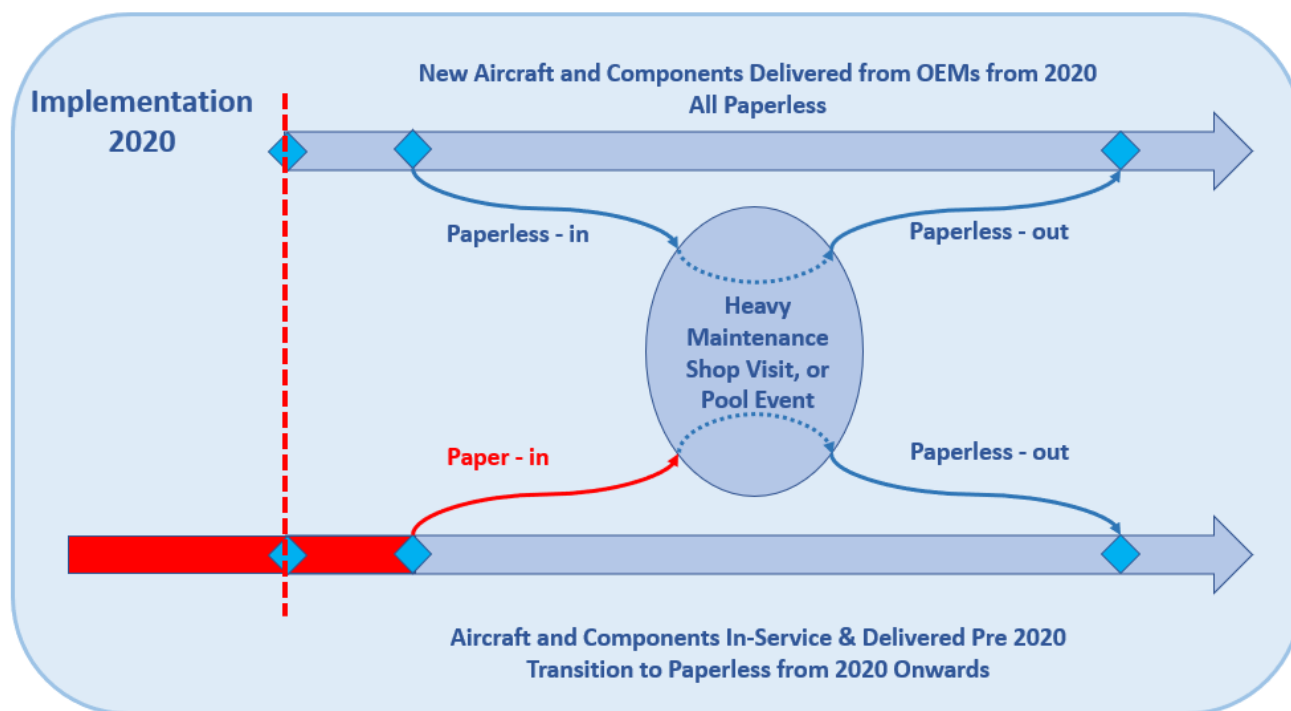 New Aircraft and Components Delivered from OEMs from 2020
All Paperless
Implementation
2020
Paperless - in
Paperless - out
Heavy
Maintenance
Shop Visit, or
Pool Event
Paper - in
Paperless - out
Aircraft and Components In-Service & Delivered Pre 2020
Transition to Paperless from 2020 Onwards